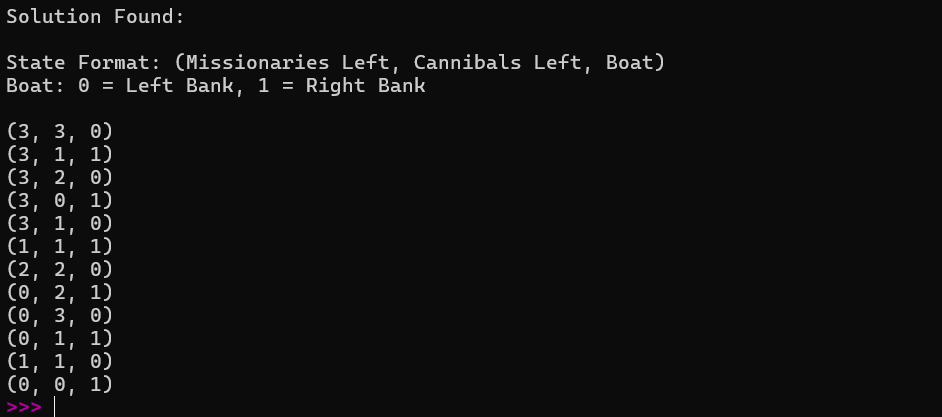 Solution Found:
State Format: (Missionaries Left, Cannibals Left, Boat)
Boat: 0 = Left Bank, 1 = Right Bank
(3, 3, 0)
(3, 1, 1)
(3, 2, 0)
(3, 0, 1)
(3, 1, 0)
(1, 1, 1)
(2, 2, 0)
(0, 2, 1)
(0, 3, 0)
(0, 1, 1)
(1, 1, 0)
(0, 0, 1)
>>>